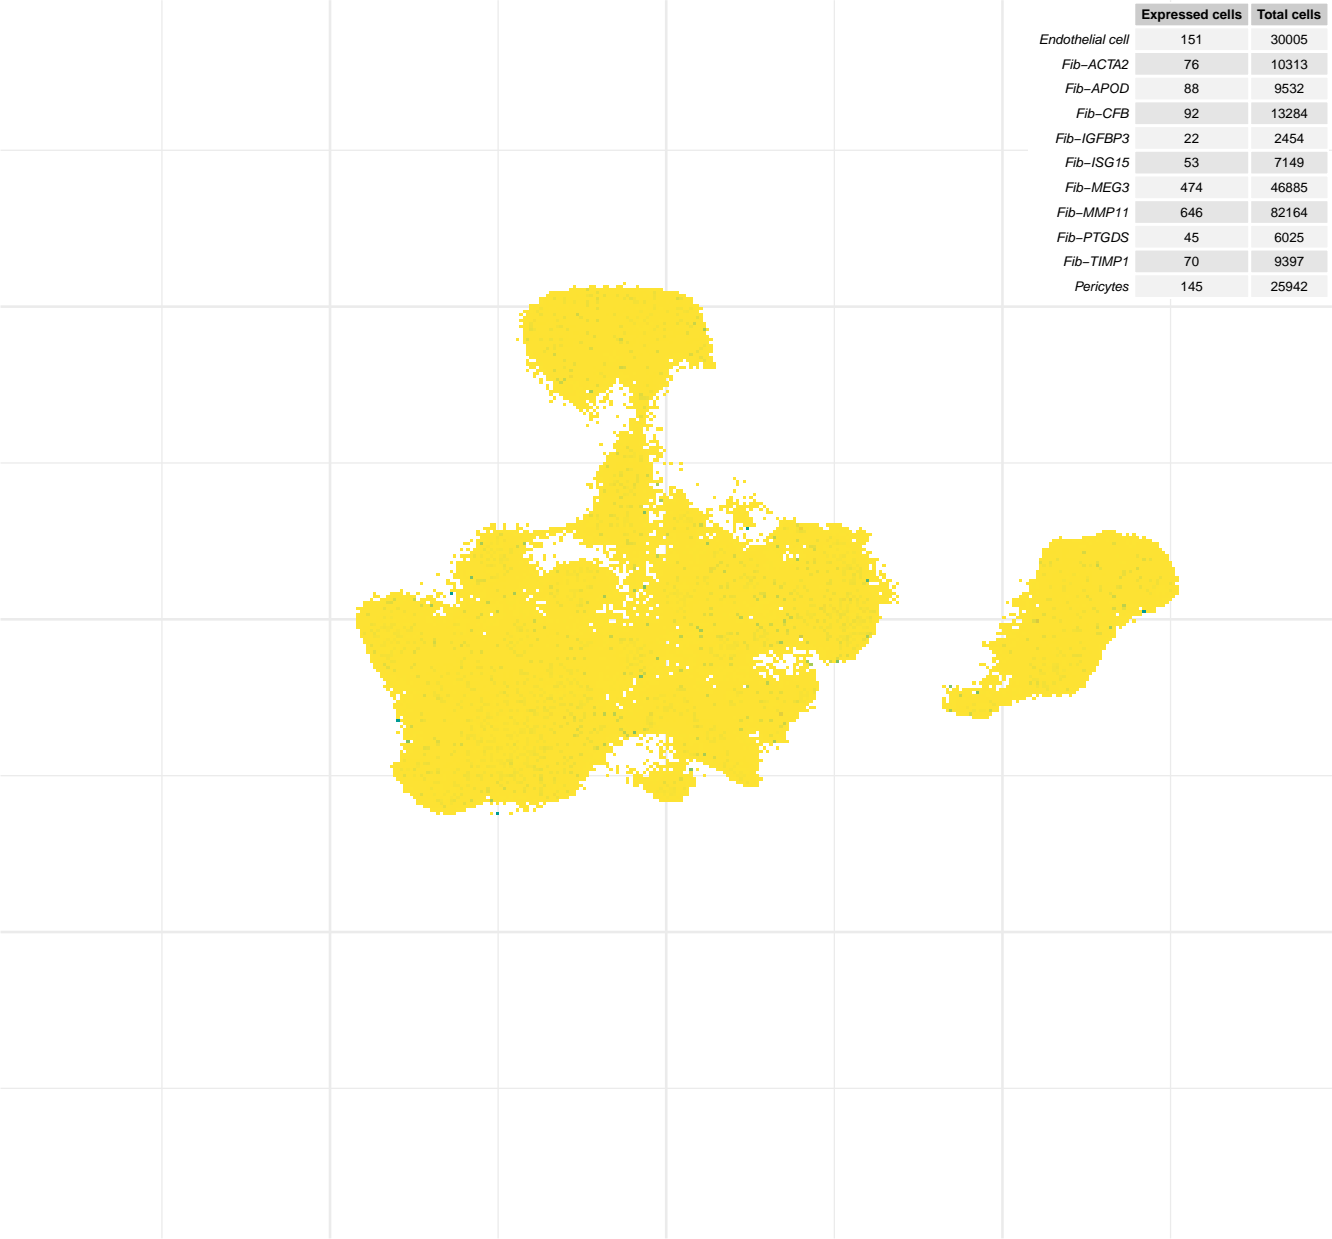 Expressed cells Total cells
Endothelial cell 151 30005
Fib−ACTA2 76 10313
Fib−APOD 88 9532
Fib−CFB 92 13284
Fib−IGFBP3 22 2454
Fib−ISG15 53 7149
Fib−MEG3 474 46885
Fib−MMP11 646 82164
Fib−PTGDS 45 6025
Fib−TIMP1 70 9397
Pericytes 145 25942